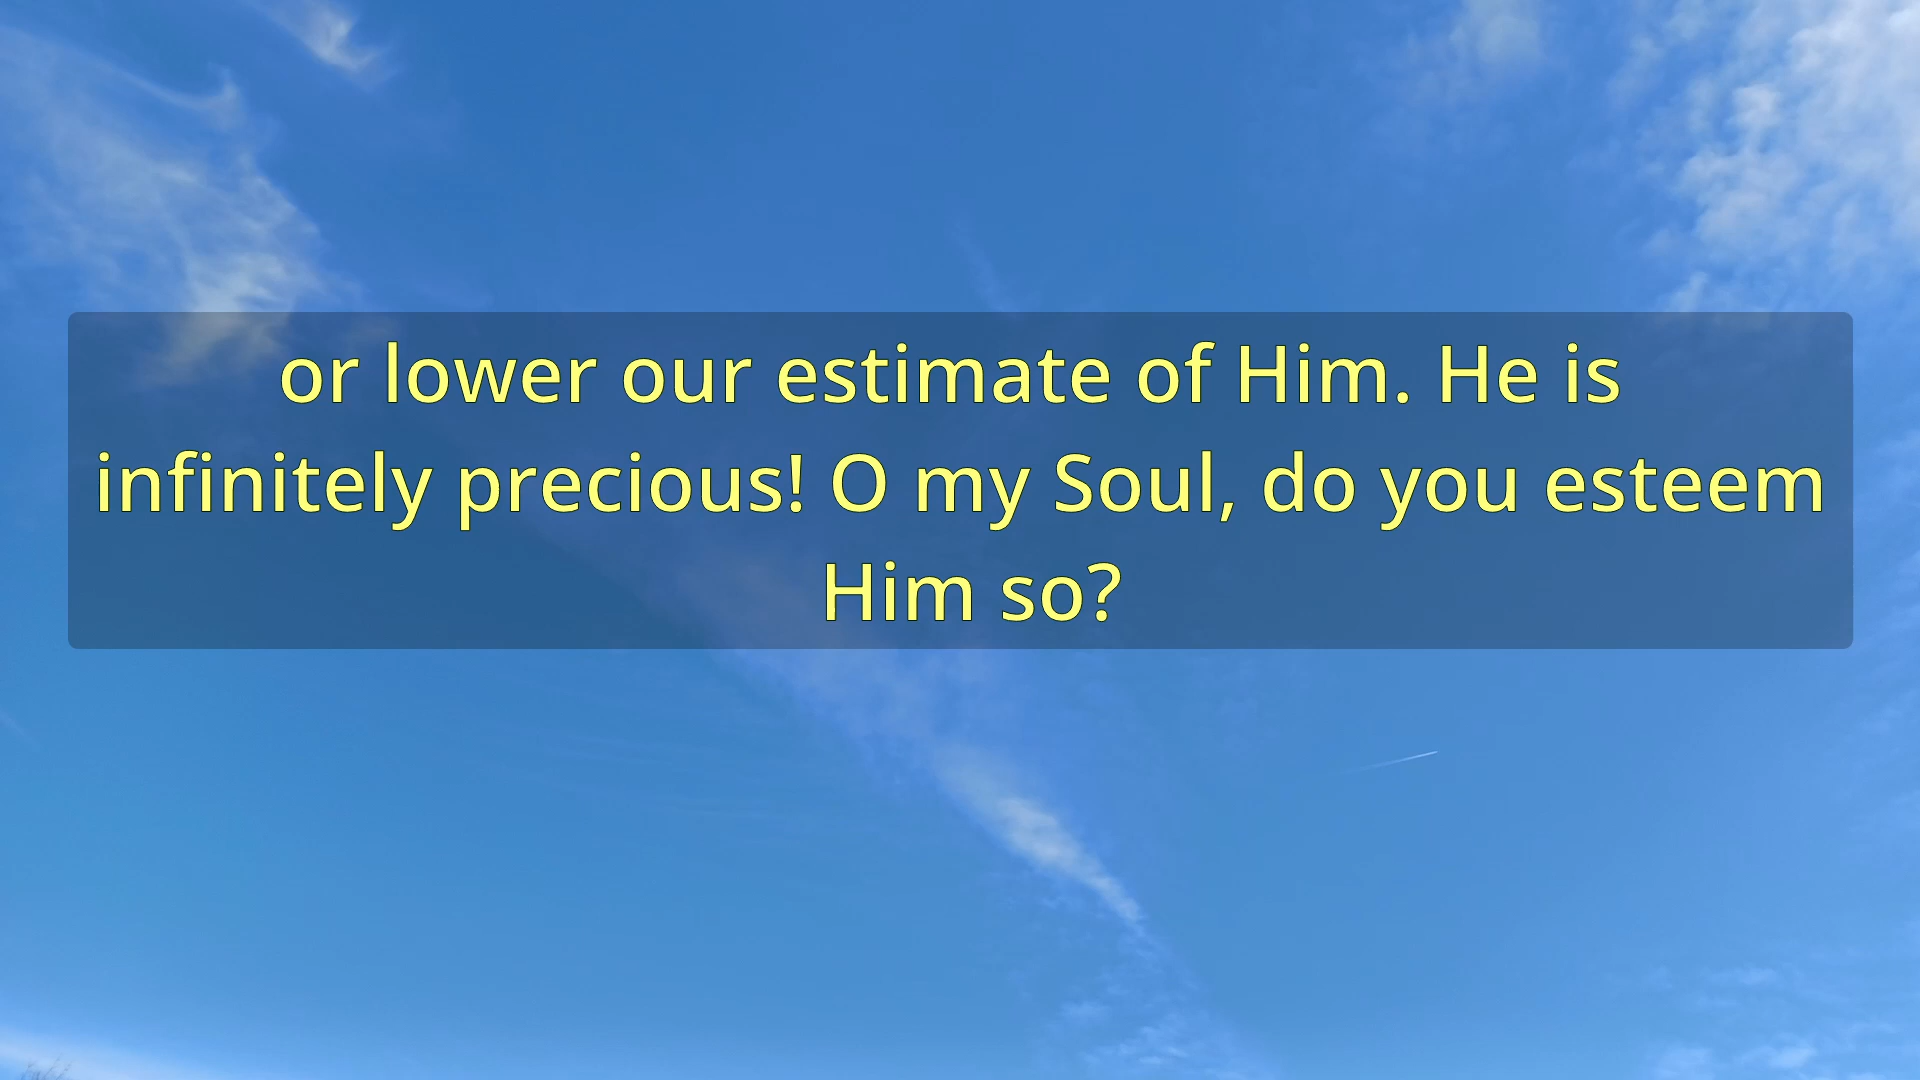 or lower our estimate of Him. He is
infinitely precious! O my Soul, do you esteem
Him so?